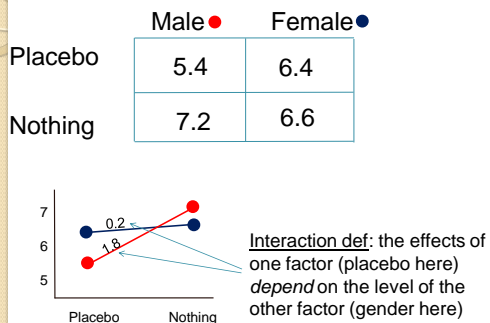 Male Female
Placebo 5.4 6.4
Nothing 7.2 6.6
7
6
5
0.2
1.8
Placebo Nothing
Interaction def: the effects of
one factor (placebo here)
depend on the level of the
other factor (gender here)